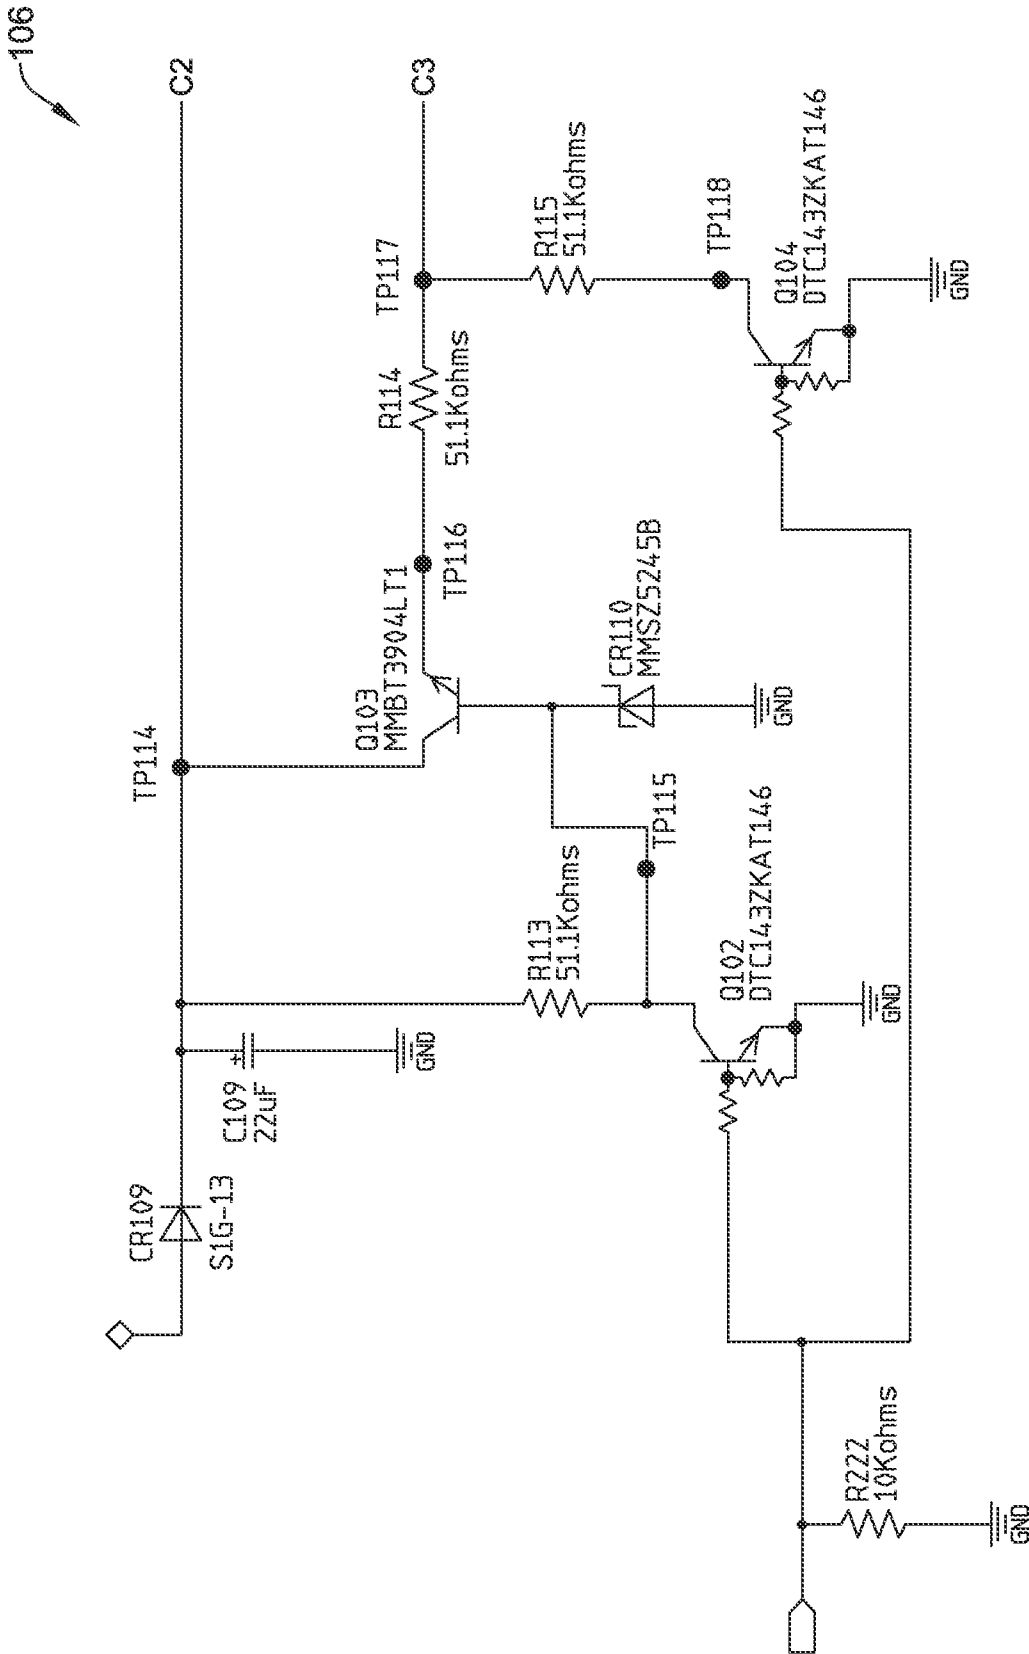 106
C2
C3
TP114
TP117
R115
51.1Kohms
TP118
R114
51.1Kohms
Q104
DTC143ZKAT146
GND
TP116
Q103
MMBT3904LT1
CR110
MMSZ5245B
GND
TP115
R113
51.1Kohms
Q102
DTC143ZKAT146
GND
C109
22uF
+
GND
CR109
S1G-13
R222
10Kohms
GND